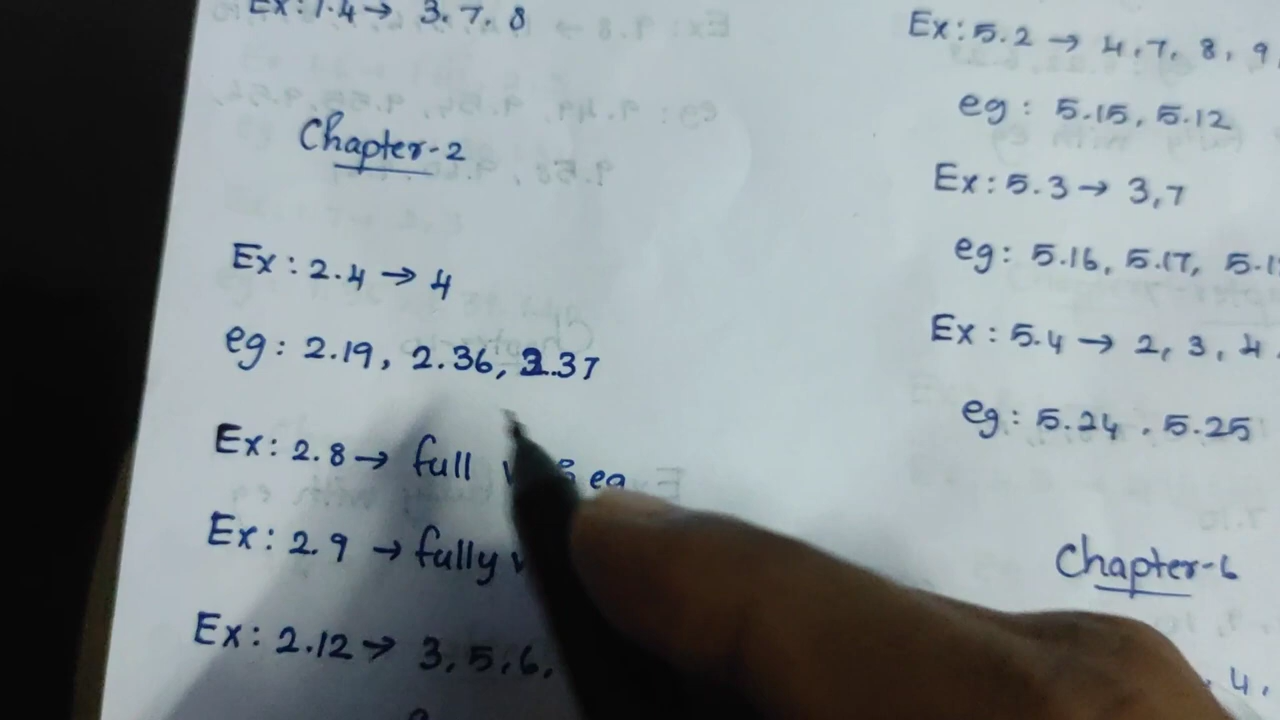 Ex: 1.4 → 3, 7, 8
Chapter-2
Ex: 2.4 → 4
eg: 2.19, 2.36, 2.37
Ex: 2.8 → full eg
Ex: 2.9 → fully
Ex: 2.12 → 3, 5, 6,
Ex: 5.2 → 4, 7, 8, 9,
eg: 5.15, 5.12
Ex: 5.3 → 3, 7
eg: 5.16, 5.17,
Ex: 5.4 → 2, 3, 4
eg: 5.24, 5.25
Chapter-6
4,